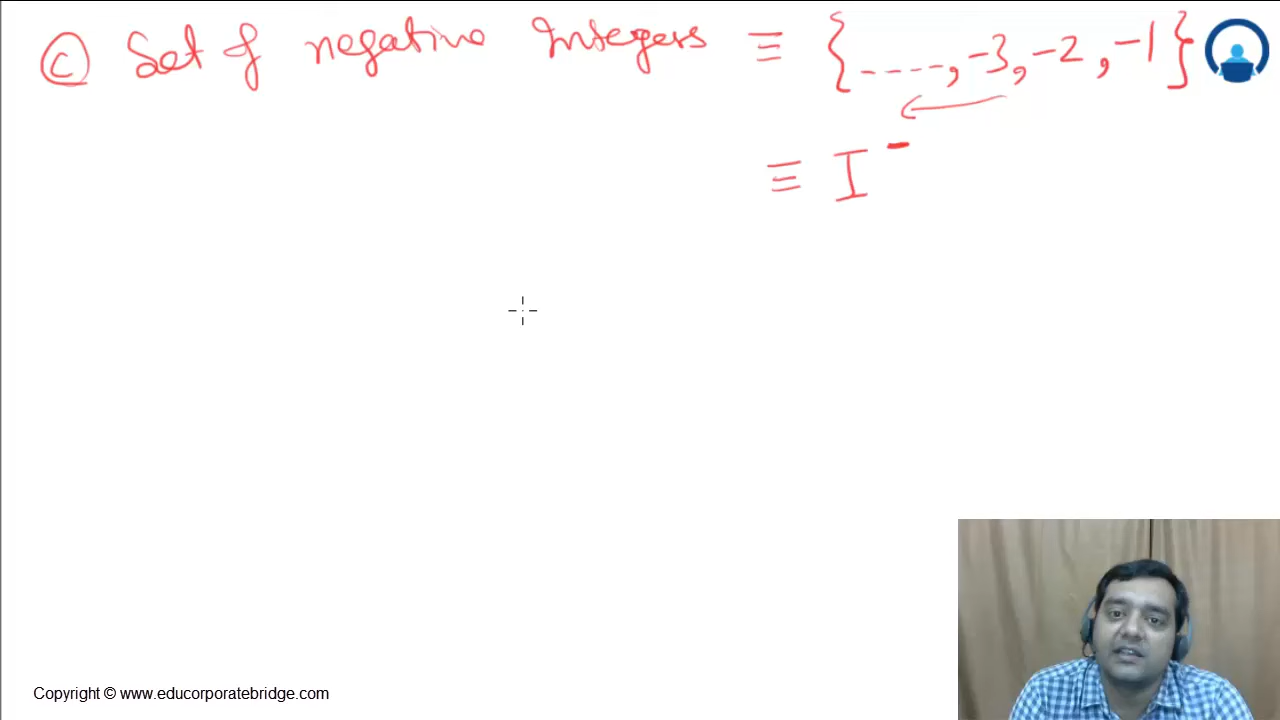 (c) Set of negative Integers ≡ {----, -3, -2, -1}
≡ I⁻
Copyright © www.educorporatebridge.com